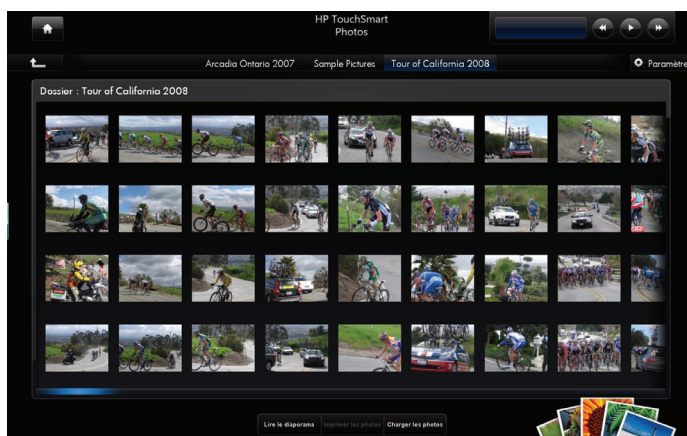 HP TouchSmart
Photos
Arcadia Ontario 2007 Sample Pictures Tour of California 2008 Paramètre
Dossier : Tour of California 2008
Lire le diaporama Imprimer les photos Charger les photos